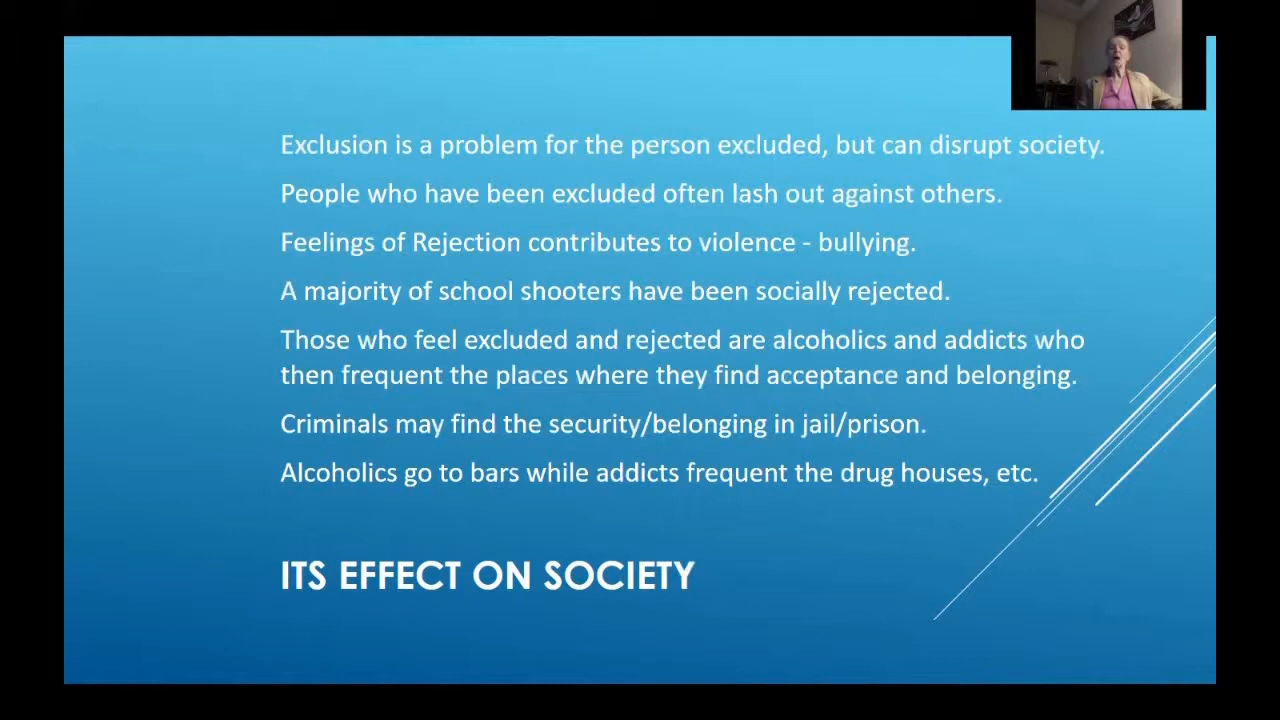 Exclusion is a problem for the person excluded, but can disrupt society.
People who have been excluded often lash out against others.
Feelings of Rejection contributes to violence - bullying.
A majority of school shooters have been socially rejected.
Those who feel excluded and rejected are alcoholics and addicts who
then frequent the places where they find acceptance and belonging.
Criminals may find the security/belonging in jail/prison.
Alcoholics go to bars while addicts frequent the drug houses, etc.
ITS EFFECT ON SOCIETY